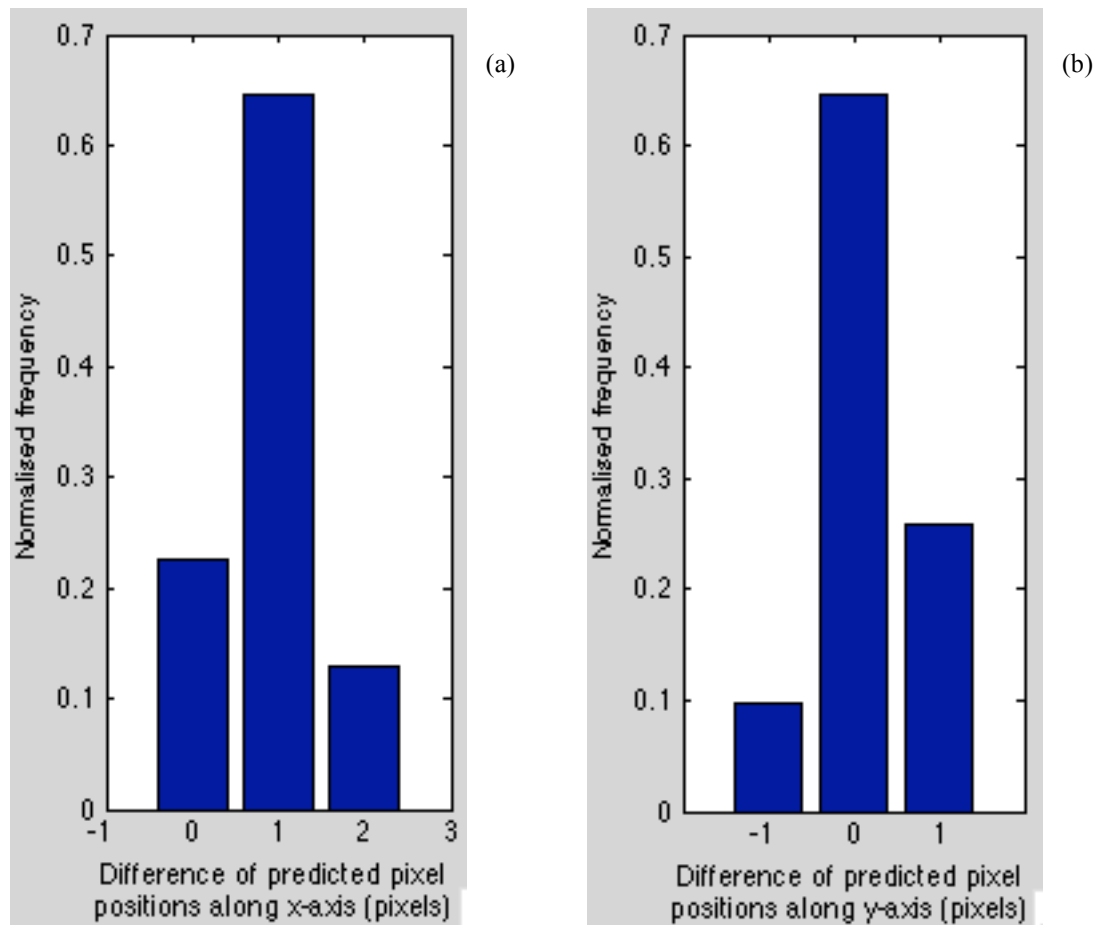 (a)
Normalised frequency
0.7
0.6
0.5
0.4
0.3
0.2
0.1
0
-1 0 1 2 3
Difference of predicted pixel
positions along x-axis (pixels)
(b)
Normalised frequency
0.7
0.6
0.5
0.4
0.3
0.2
0.1
0
-1 0 1
Difference of predicted pixel
positions along y-axis (pixels)